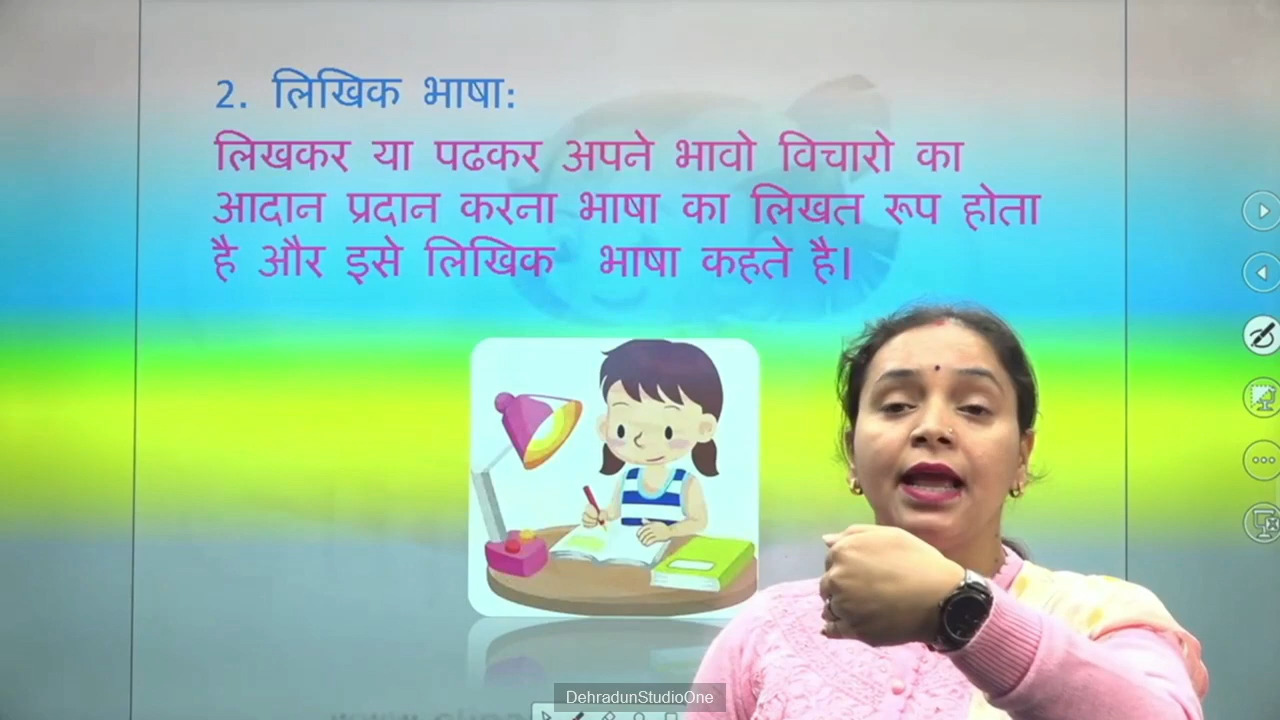 2. लिखिक भाषा:
लिखकर या पढकर अपने भावो विचारो का
आदान प्रदान करना भाषा का लिखत रूप होता
है और इसे लिखिक भाषा कहते है।
DehradunStudioOne